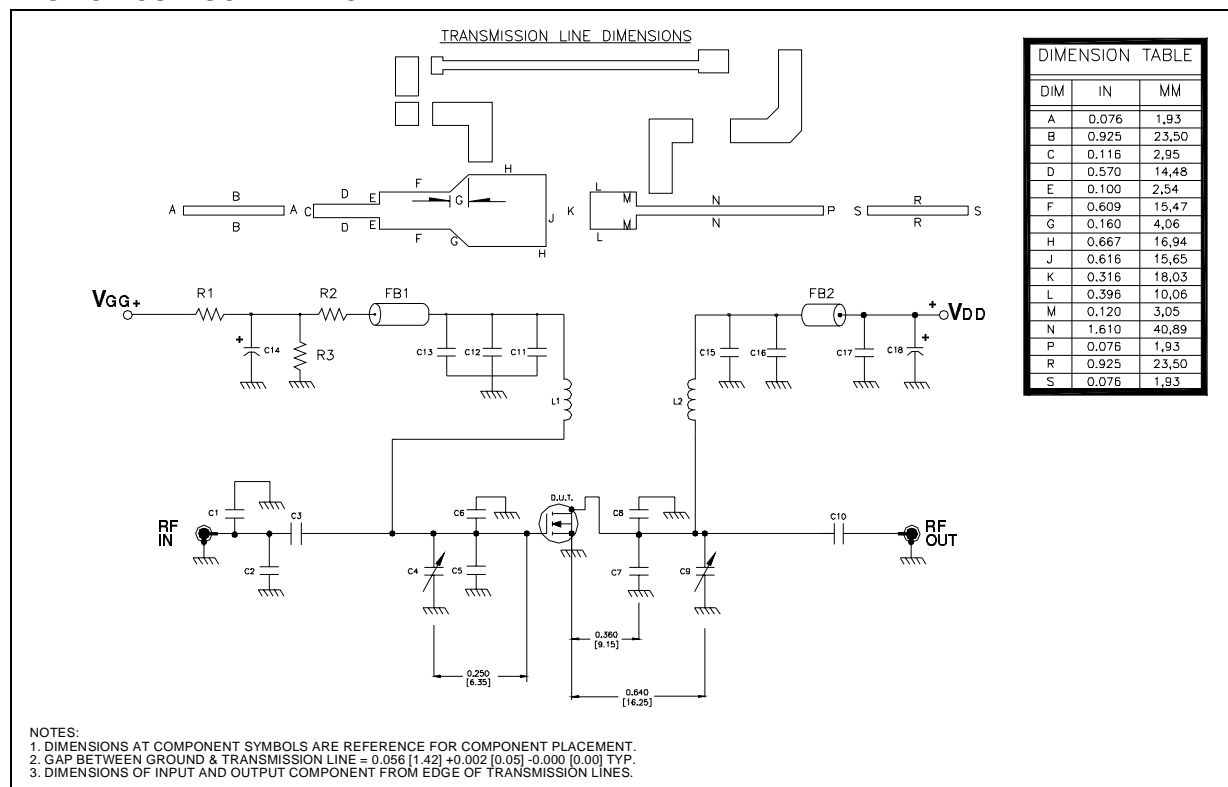 TRANSMISSION LINE DIMENSIONS
DIMENSION TABLE
DIM IN MM
A 0.076 1,93
B 0.925 23,50
C 0.116 2,95
D 0.570 14,48
E 0.100 2,54
F 0.609 15,47
G 0.160 4,06
H 0.667 16,94
J 0.616 15,65
K 0.316 18,03
L 0.396 10,06
M 0.120 3,05
N 1.610 40,89
P 0.076 1,93
R 0.925 23,50
S 0.076 1,93
H
F
L
B D E G M N R
A A C J K P S S
B D E M N R
F G L
H
VGG+ R1 R2 FB1 FB2 + VDD
+ C14 R3 C13 C12 C11 C15 C16 C17 C18 +
L1 L2
D.U.T.
RF IN C1 C3 C6 C8 C10 RF OUT
C2 C4 C5 C7 C9
0.360
[9.15]
0.250
[6.35]
0.640
[16.25]
NOTES:
1. DIMENSIONS AT COMPONENT SYMBOLS ARE REFERENCE FOR COMPONENT PLACEMENT.
2. GAP BETWEEN GROUND & TRANSMISSION LINE = 0.056 [1.42] +0.002 [0.05] -0.000 [0.00] TYP.
3. DIMENSIONS OF INPUT AND OUTPUT COMPONENT FROM EDGE OF TRANSMISSION LINES.